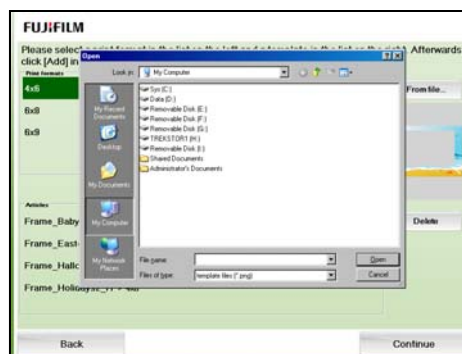 FUJIFILM
Please select a print format in the list on the left and a template in the list on the right. Afterwards
click [Add] in
Print formats
4x6
6x8
6x9
From file...
Open
Look in:
My Computer
My Recent
Documents
Desktop
My Documents
My Computer
My Network
Places
Sys (C:)
Data (D:)
Removable Disk (E:)
Removable Disk (F:)
Removable Disk (G:)
TREKSTOR1 (H:)
Removable Disk (I:)
Shared Documents
Administrator's Documents
File name:
Open
Files of type:
template files (*.png)
Cancel
Articles
Frame_Baby
Frame_East
Frame_Hallo
Delete
Back
Continue